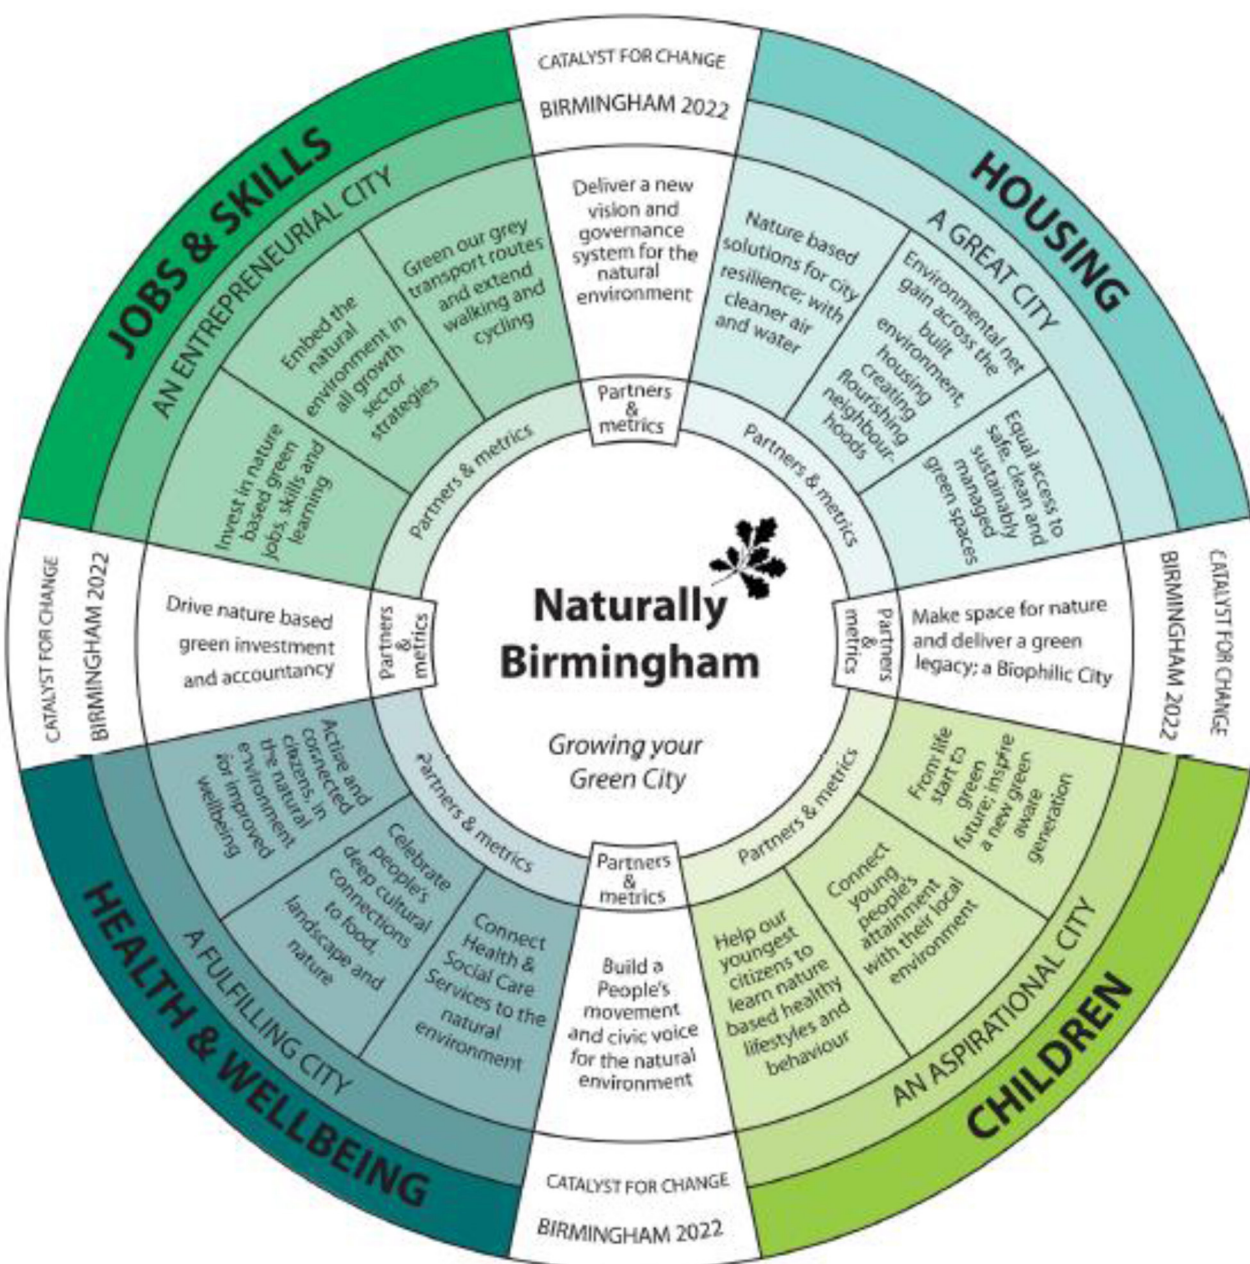 CATALYST FOR CHANGE
BIRMINGHAM 2022
Deliver a new
vision and
governance
system for the
natural
environment
Partners
&
metrics
HOUSING
A GREAT CITY
Nature based
solutions for city
resilience; with
cleaner air
and water
Environmental net
gain across the
built
environment,
housing
creating
flourishing
neighbour-
hoods
Equal access to
safe, clean and
sustainably
managed
green spaces
Partners & metrics
CATALYST FOR CHANGE
BIRMINGHAM 2022
Make space for nature
and deliver a green
legacy; a Biophilic City
Partners
&
metrics
CHILDREN
AN ASPIRATIONAL CITY
From life
start to
green
future; inspire
a new green
aware
generation
Connect
young
people's
attainment
with their local
environment
Help our
youngest
citizens to
learn nature
based healthy
lifestyles and
behaviour
Partners & metrics
CATALYST FOR CHANGE
BIRMINGHAM 2022
Build a
People's
movement
and civic voice
for the natural
environment
Partners
&
metrics
HEALTH & WELLBEING
A FULFILLING CITY
Connect
Health &
Social Care
Services to the
natural
environment
Celebrate
people's
deep cultural
connections
to food,
landscape and
nature
Active and
connected
citizens, in
the natural
environment
for improved
wellbeing
Partners & metrics
CATALYST FOR CHANGE
BIRMINGHAM 2022
Drive nature based
green investment
and accountancy
Partners
&
metrics
JOBS & SKILLS
AN ENTREPRENEURIAL CITY
Invest in nature
based green
jobs, skills and
learning
Embed the
natural
environment in
all growth
sector
strategies
Green our grey
transport routes
and extend
walking and
cycling
Partners & metrics
Naturally
Birmingham
Growing your
Green City